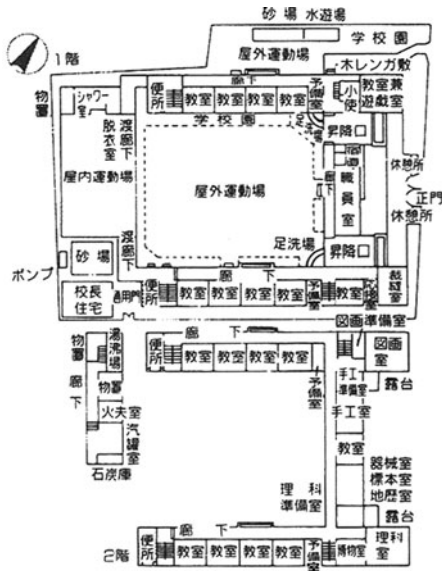 砂場 水遊場
学校園
1階
屋外運動場
木レンガ敷
物置
シャワー室
便所
廊下
教室 教室 教室 教室
予備室
小使
教室兼遊戯室
脱衣室
渡廊下
学校園
昇降口
屋内運動場
屋外運動場
廊下
職員室
休憩所
正門
休憩所
渡廊下
足洗場
昇降口
ポンプ
砂場
廊下
校長住宅
通用門
便所
教室 教室 教室 教室
予備室
教室
応接室
裁縫室
図画準備室
物置
湯沸場
廊下
便所
教室 教室 教室 教室
予備室
図画室
手工準備室
露台
廊下
物置
火夫室
汽罐室
石炭庫
手工室
教室
器械室
標本室
地歴室
理科準備室
露台
廊下
2階
便所
教室 教室 教室 教室
予備室
博物室
理科室